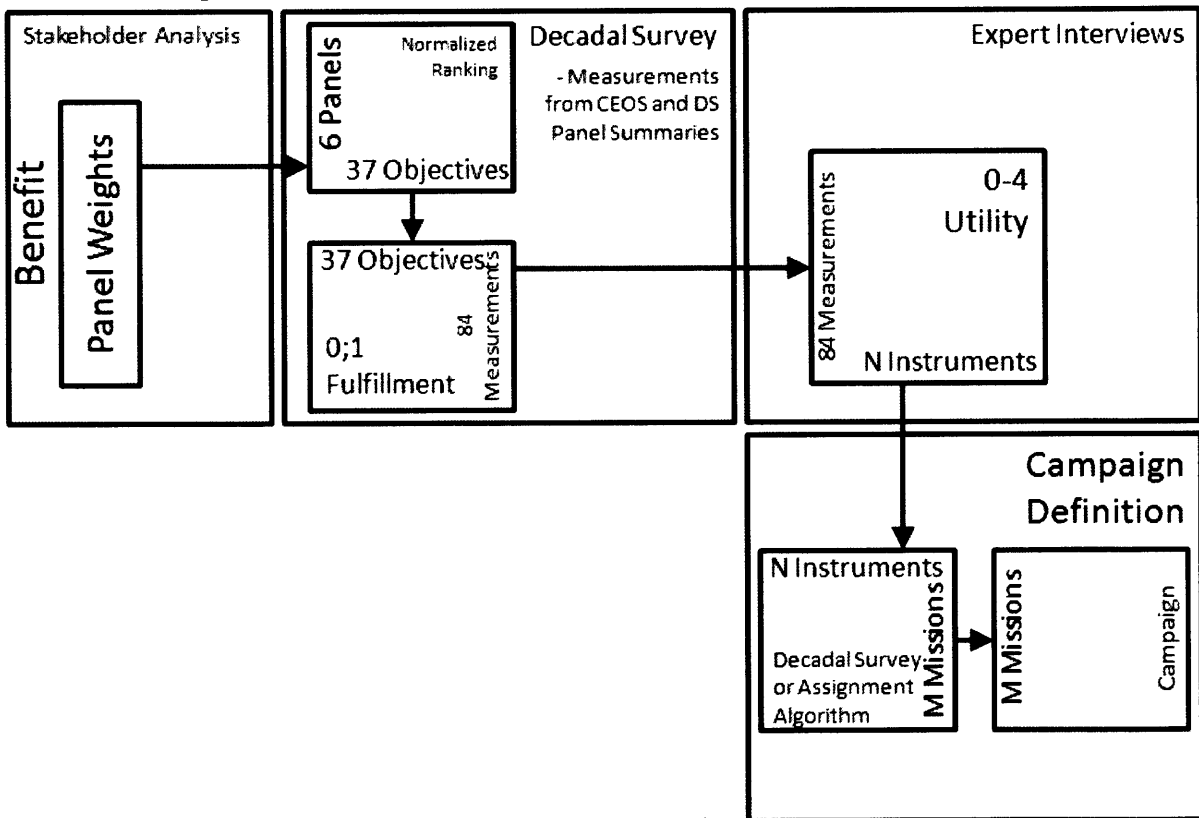 Stakeholder Analysis
Benefit
Panel Weights
Decadal Survey
- Measurements
from CEOS and DS
Panel Summaries
6 Panels
Normalized
Ranking
37 Objectives
37 Objectives
84
Measurements
0;1
Fulfillment
Expert Interviews
84 Measurements
0-4
Utility
N Instruments
Campaign
Definition
N Instruments
M Missions
Decadal Survey
or Assignment
Algorithm
M Missions
Campaign